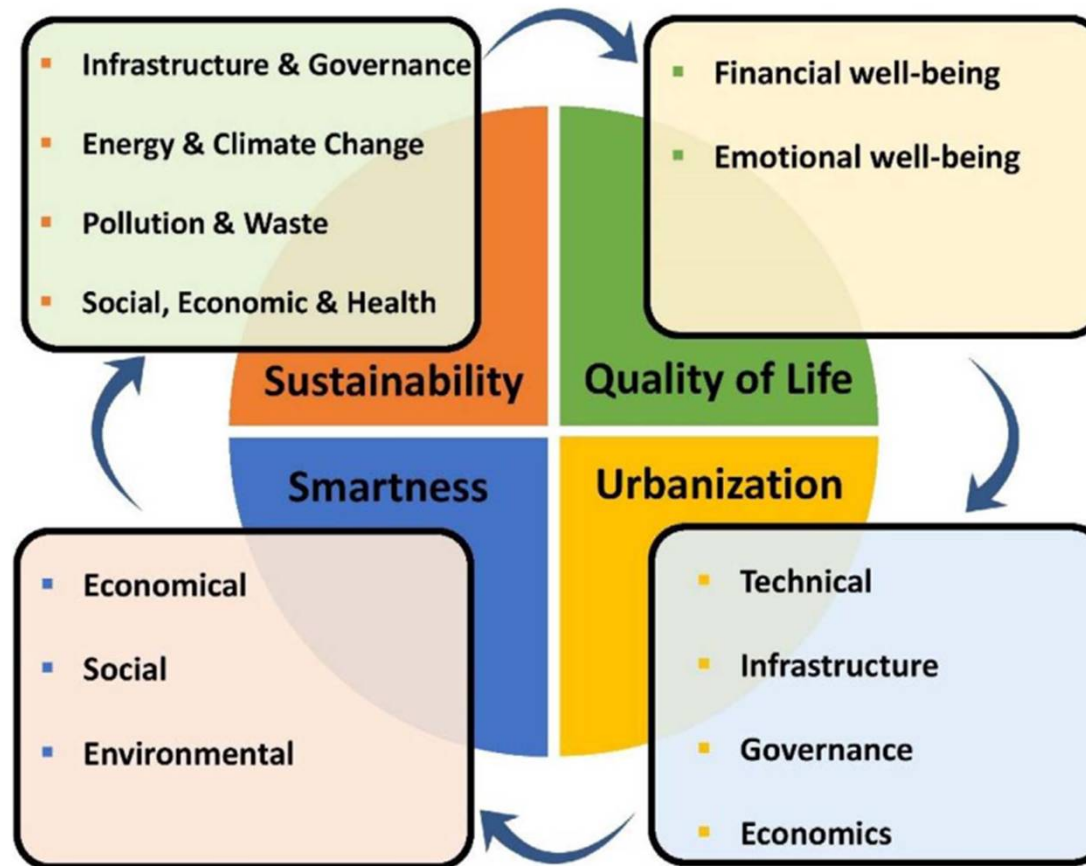 Infrastructure & Governance
Energy & Climate Change
Pollution & Waste
Social, Economic & Health
Financial well-being
Emotional well-being
Sustainability
Quality of Life
Smartness
Urbanization
Economical
Social
Environmental
Technical
Infrastructure
Governance
Economics